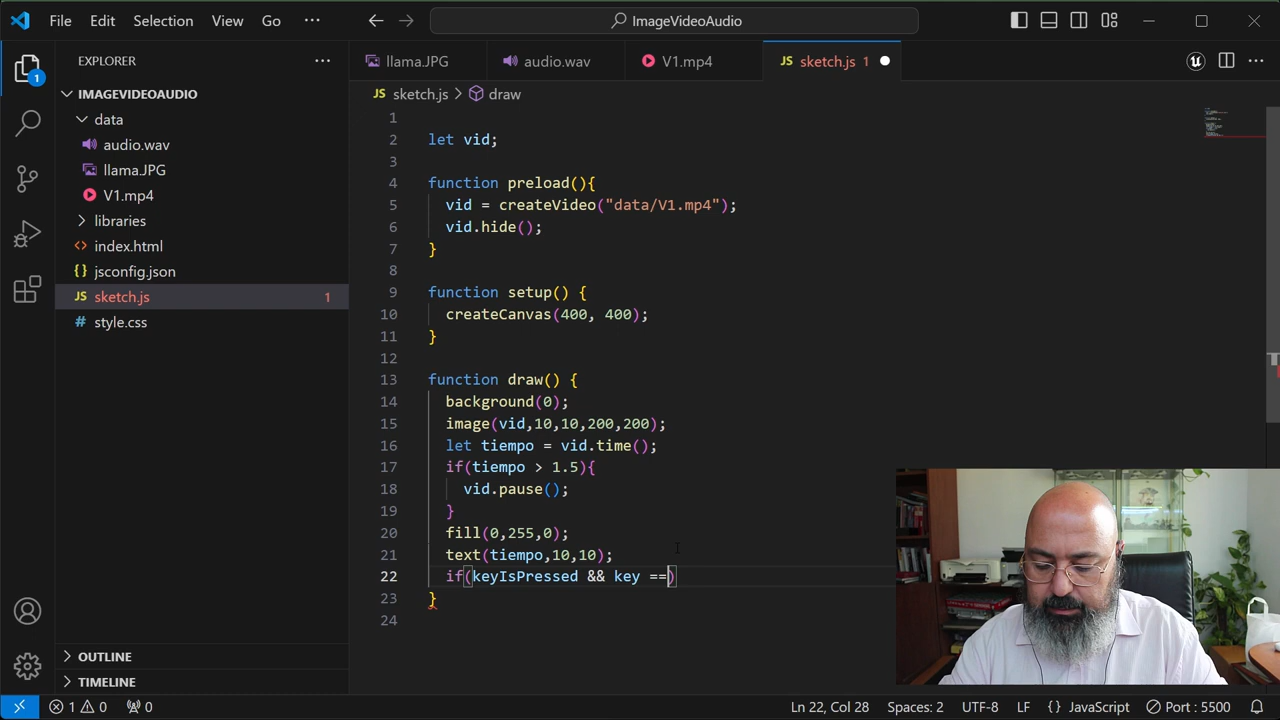 File Edit Selection View Go ··· ImageVideoAudio
EXPLORER ···
llama.JPG audio.wav V1.mp4 JS sketch.js 1 ···
IMAGEVIDEOAUDIO
data
audio.wav
llama.JPG
V1.mp4
libraries
index.html
{} jsconfig.json
JS sketch.js 1
# style.css
1
JS sketch.js > draw
1
2 let vid;
3
4 function preload(){
5 vid = createVideo("data/V1.mp4");
6 vid.hide();
7 }
8
9 function setup() {
10 createCanvas(400, 400);
11 }
12
13 function draw() {
14 background(0);
15 image(vid,10,10,200,200);
16 let tiempo = vid.time();
17 if(tiempo > 1.5){
18 vid.pause();
19 }
20 fill(0,255,0);
21 text(tiempo,10,10);
22 if(keyIsPressed && key ==)
23 }
24
OUTLINE
TIMELINE
1 0 0 Ln 22, Col 28 Spaces: 2 UTF-8 LF {} JavaScript Port : 5500